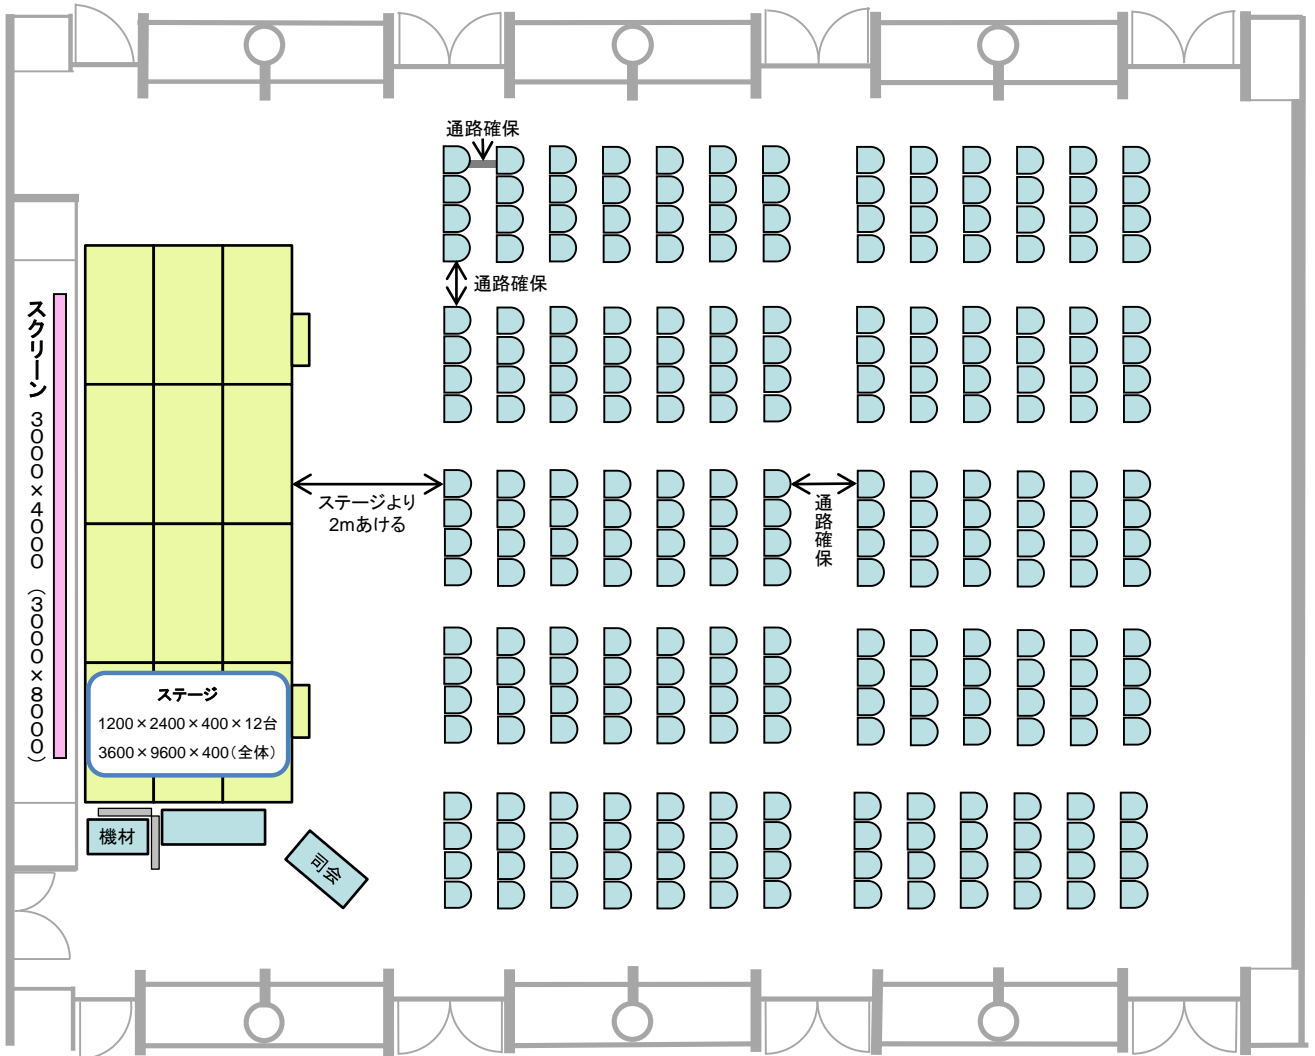 通路確保
通路確保
スクリーン 3000×4000 (3000×8000)
ステージより
2mあける
通路確保
ステージ
1200×2400×400×12台
3600×9600×400(全体)
機材
司会